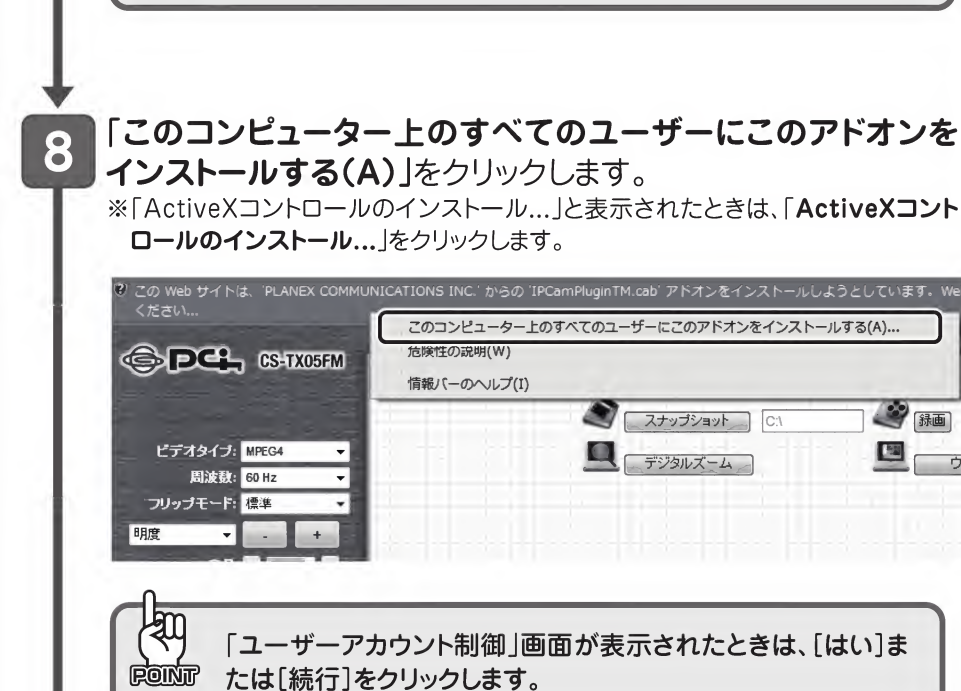 8
「このコンピューター上のすべてのユーザーにこのアドオンを
インストールする(A)」をクリックします。
※「ActiveXコントロールのインストール...」と表示されたときは、「ActiveXコント
ロールのインストール...」をクリックします。
この Web サイトは、'PLANEX COMMUNICATIONS INC.' からの 'IPCamPluginTM.cab' アドオンをインストールしようとしています。We
ください...
このコンピューター上のすべてのユーザーにこのアドオンをインストールする(A)...
危険性の説明(W)
情報バーのヘルプ(I)
PCi CS-TX05FM
スナップショット C:\ 録画
デジタルズーム ウ
ビデオタイプ: MPEG4
周波数: 60 Hz
フリップモード: 標準
明度 - +
POINT
「ユーザーアカウント制御」画面が表示されたときは、[はい]ま
たは[続行]をクリックします。